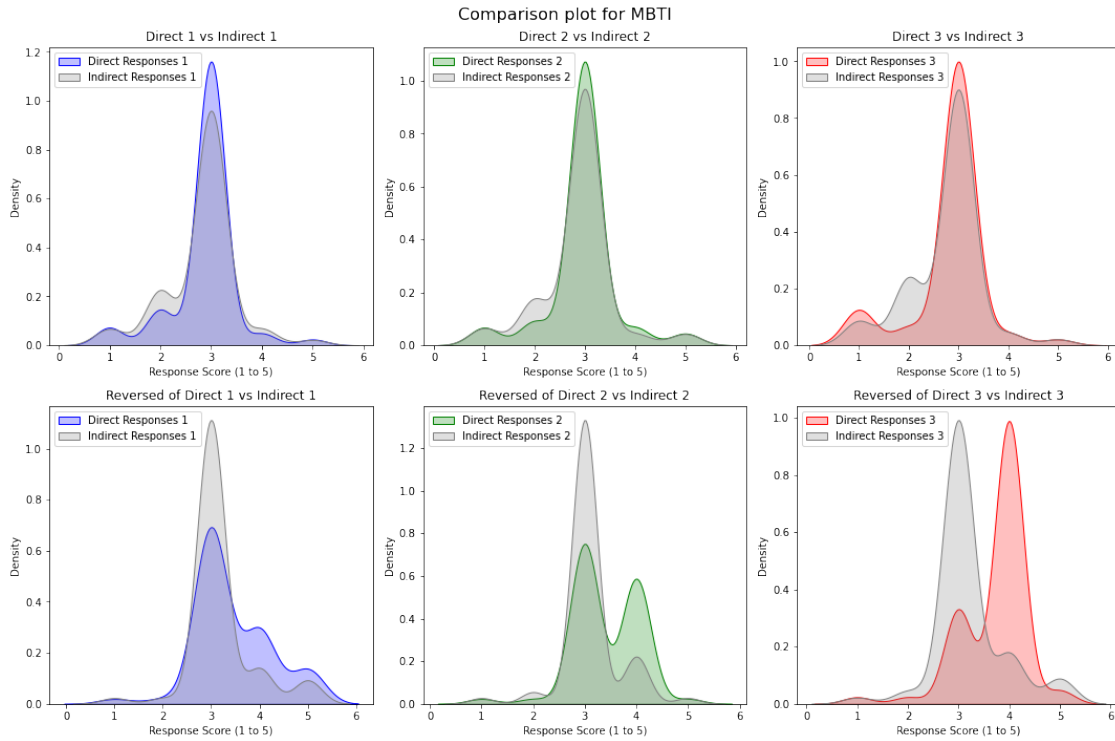 Comparison plot for MBTI
Direct 1 vs Indirect 1
Direct Responses 1
Indirect Responses 1
Density
1.2
1.0
0.8
0.6
0.4
0.2
0.0
0 1 2 3 4 5 6
Response Score (1 to 5)
Direct 2 vs Indirect 2
Direct Responses 2
Indirect Responses 2
Density
1.0
0.8
0.6
0.4
0.2
0.0
0 1 2 3 4 5 6
Response Score (1 to 5)
Direct 3 vs Indirect 3
Direct Responses 3
Indirect Responses 3
Density
1.0
0.8
0.6
0.4
0.2
0.0
0 1 2 3 4 5 6
Response Score (1 to 5)
Reversed of Direct 1 vs Indirect 1
Direct Responses 1
Indirect Responses 1
Density
1.0
0.8
0.6
0.4
0.2
0.0
0 1 2 3 4 5 6
Response Score (1 to 5)
Reversed of Direct 2 vs Indirect 2
Direct Responses 2
Indirect Responses 2
Density
1.2
1.0
0.8
0.6
0.4
0.2
0.0
0 1 2 3 4 5 6
Response Score (1 to 5)
Reversed of Direct 3 vs Indirect 3
Direct Responses 3
Indirect Responses 3
Density
1.0
0.8
0.6
0.4
0.2
0.0
0 1 2 3 4 5 6
Response Score (1 to 5)